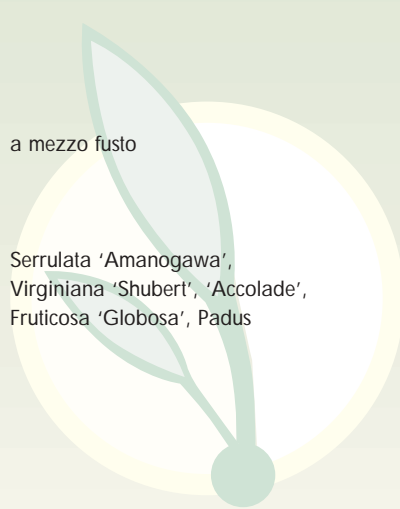 a mezzo fusto
Serrulata ‘Amanogawa’,
Virginiana ‘Shubert’, ‘Accolade’,
Fruticosa ‘Globosa’, Padus